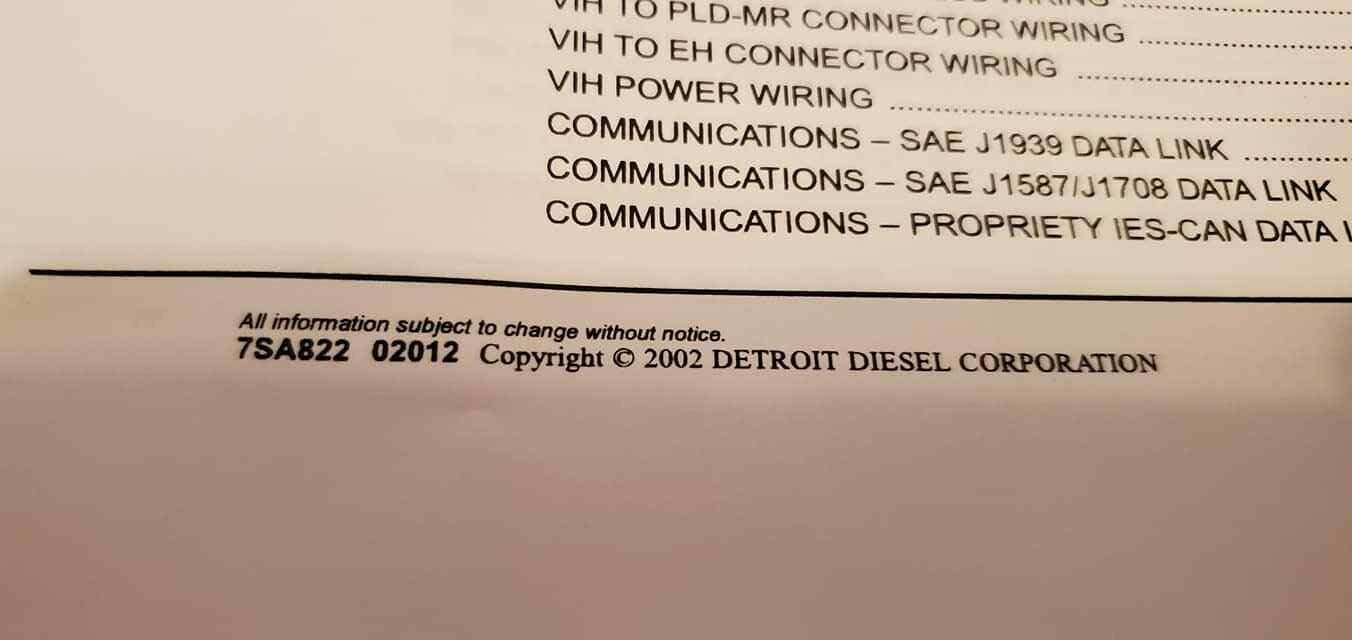 WIRING
VIH TO PLD-MR CONNECTOR WIRING ........................
VIH TO EH CONNECTOR WIRING ................................
VIH POWER WIRING .......................................................
COMMUNICATIONS – SAE J1939 DATA LINK ............
COMMUNICATIONS – SAE J1587/J1708 DATA LINK
COMMUNICATIONS – PROPRIETY IES-CAN DATA
All information subject to change without notice.
7SA822 02012 Copyright © 2002 DETROIT DIESEL CORPORATION